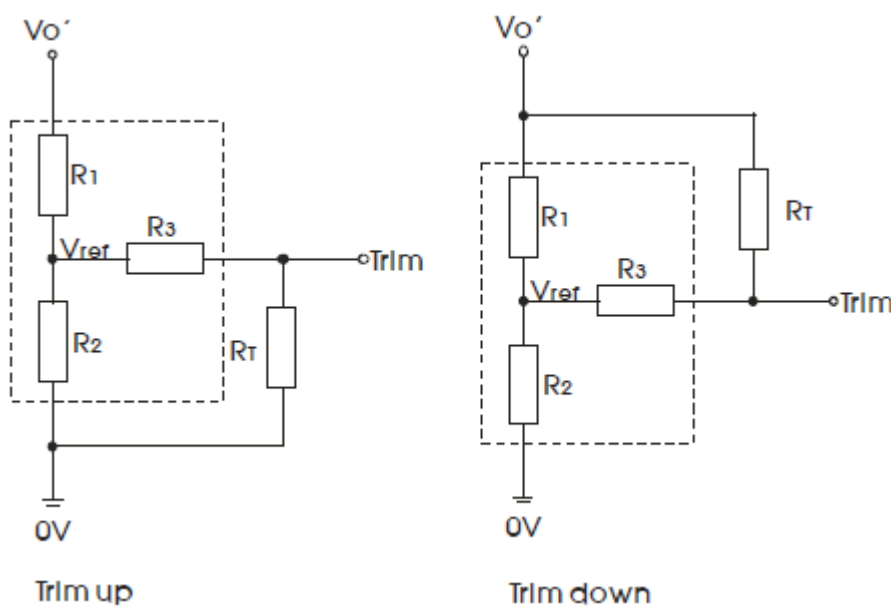 Vo´
R1
R3
Vref
Trim
R2
RT
0V
Trim up
Vo´
R1
RT
R3
Vref
Trim
R2
0V
Trim down